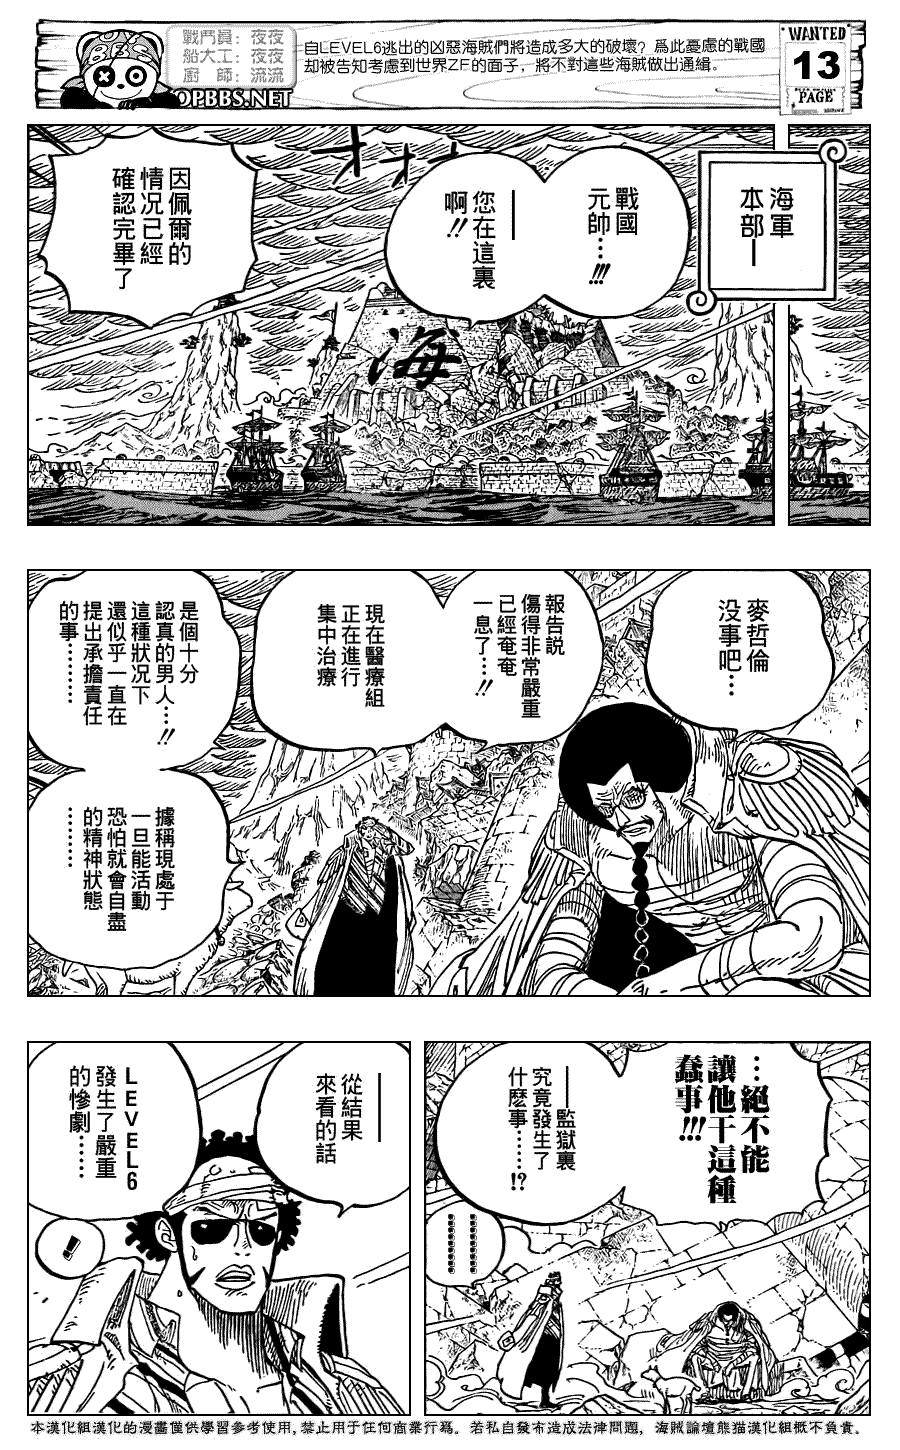 戰鬥員：夜夜
船大工：夜夜
廚　師：流流
OPBBS.NET
自LEVEL6逃出的凶惡海賊們將造成多大的破壞？爲此憂慮的戰國
却被告知考慮到世界ZF的面子，將不對這些海賊做出通緝。
WANTED
13
PAGE
海軍
本部—
戰國
元帥…!!!
——
您在這裏
啊!!
オオオオ
因佩爾的
情況已經
確認完畢了
海
麥哲倫
没事吧…
報告説
傷得非常嚴重
已經奄奄
一息了…!!
現在醫療組
正在進行
集中治療
是個十分
認真的男人…!!
這種狀況下
還似乎一直在
提出承擔責任
的事………
據稱現處于
一旦能活動
恐怕就會自盡
的精神狀態
………
…絕不能
讓他干這種
蠢事!!!
——監獄裏
究竟發生了
什麽事…!?
………
——
從結果
來看的話
LEVEL6
發生了嚴重
的慘劇……
!!
本漢化組漢化的漫畫僅供學習參考使用,禁止用于任何商業行爲。若私自發布造成法律問題，海賊論壇熊猫漢化組概不負責。